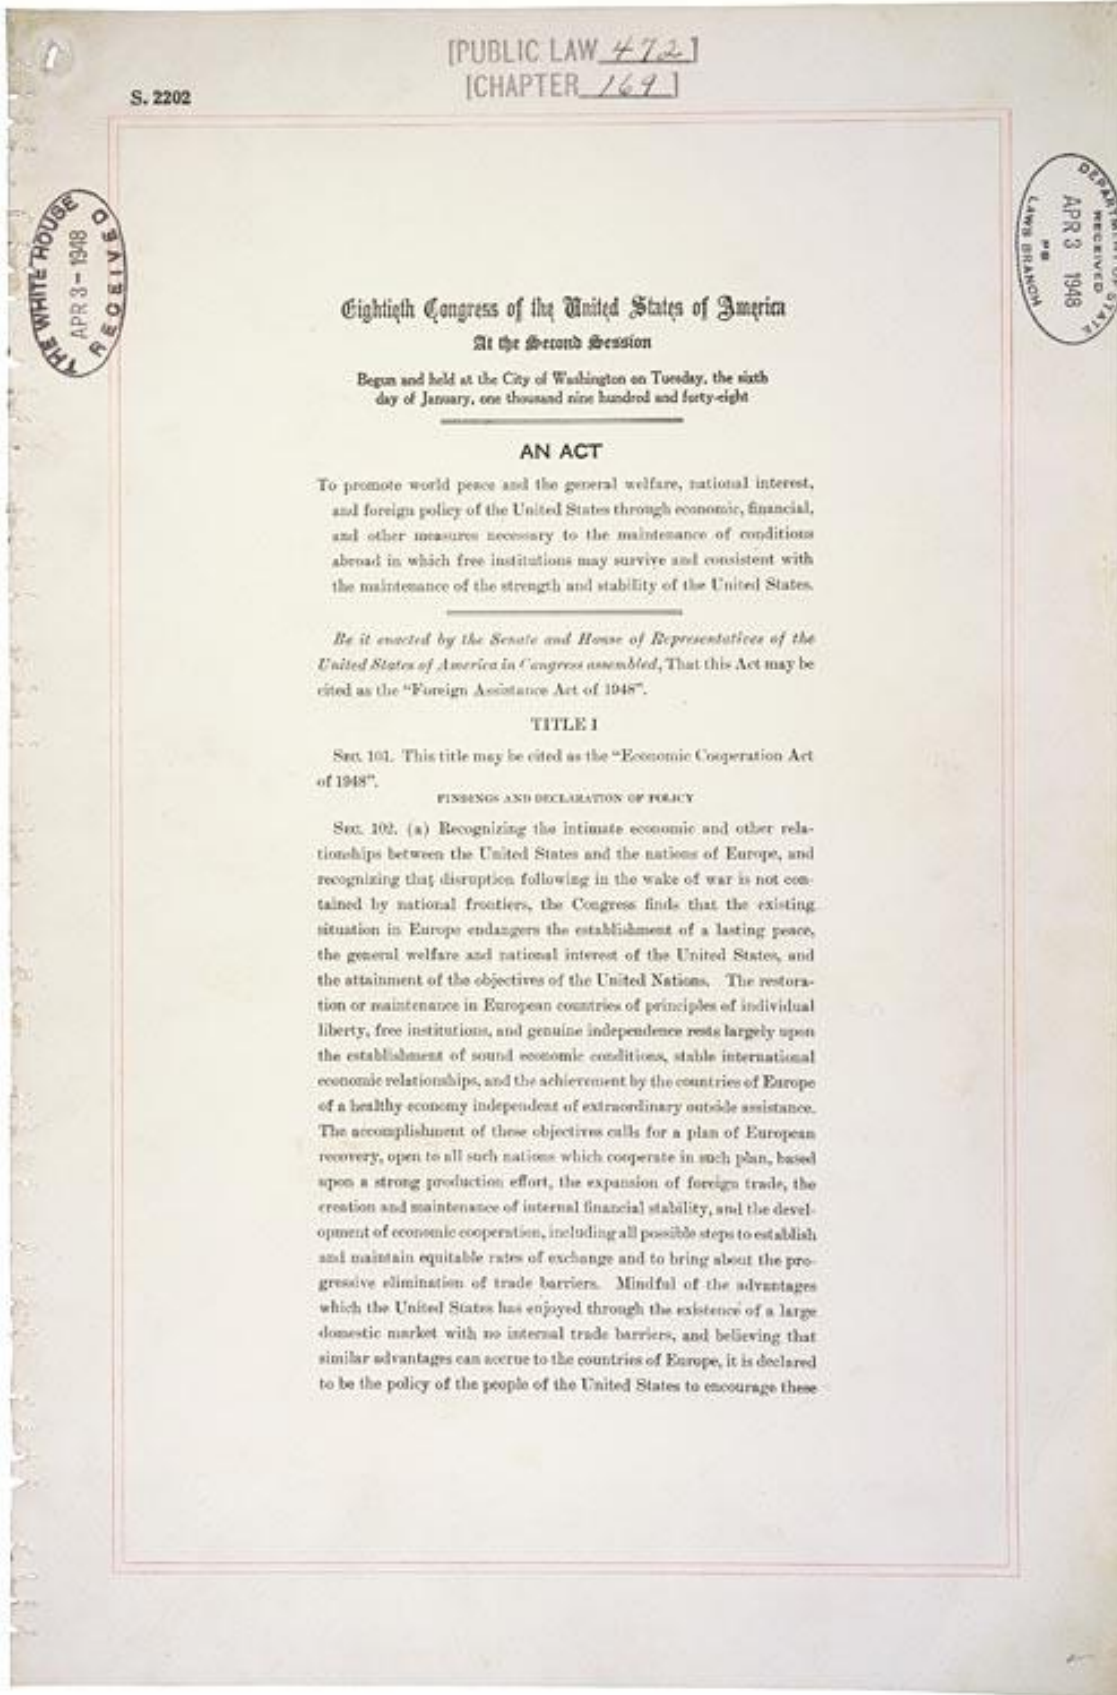 [PUBLIC LAW 472]
[CHAPTER 169]
S. 2202
THE WHITE HOUSE
APR 3 - 1948
RECEIVED
DEPARTMENT OF STATE
RECEIVED
APR 3 1948
LAWS BRANCH
Eightieth Congress of the United States of America
At the Second Session
Begun and held at the City of Washington on Tuesday, the sixth
day of January, one thousand nine hundred and forty-eight
AN ACT
To promote world peace and the general welfare, national interest,
and foreign policy of the United States through economic, financial,
and other measures necessary to the maintenance of conditions
abroad in which free institutions may survive and consistent with
the maintenance of the strength and stability of the United States.
Be it enacted by the Senate and House of Representatives of the
United States of America in Congress assembled, That this Act may be
cited as the “Foreign Assistance Act of 1948”.
TITLE I
SEC. 101. This title may be cited as the “Economic Cooperation Act
of 1948”.
FINDINGS AND DECLARATION OF POLICY
SEC. 102. (a) Recognizing the intimate economic and other rela-
tionships between the United States and the nations of Europe, and
recognizing that disruption following in the wake of war is not con-
tained by national frontiers, the Congress finds that the existing
situation in Europe endangers the establishment of a lasting peace,
the general welfare and national interest of the United States, and
the attainment of the objectives of the United Nations. The restora-
tion or maintenance in European countries of principles of individual
liberty, free institutions, and genuine independence rests largely upon
the establishment of sound economic conditions, stable international
economic relationships, and the achievement by the countries of Europe
of a healthy economy independent of extraordinary outside assistance.
The accomplishment of these objectives calls for a plan of European
recovery, open to all such nations which cooperate in such plan, based
upon a strong production effort, the expansion of foreign trade, the
creation and maintenance of internal financial stability, and the devel-
opment of economic cooperation, including all possible steps to establish
and maintain equitable rates of exchange and to bring about the pro-
gressive elimination of trade barriers. Mindful of the advantages
which the United States has enjoyed through the existence of a large
domestic market with no internal trade barriers, and believing that
similar advantages can accrue to the countries of Europe, it is declared
to be the policy of the people of the United States to encourage these